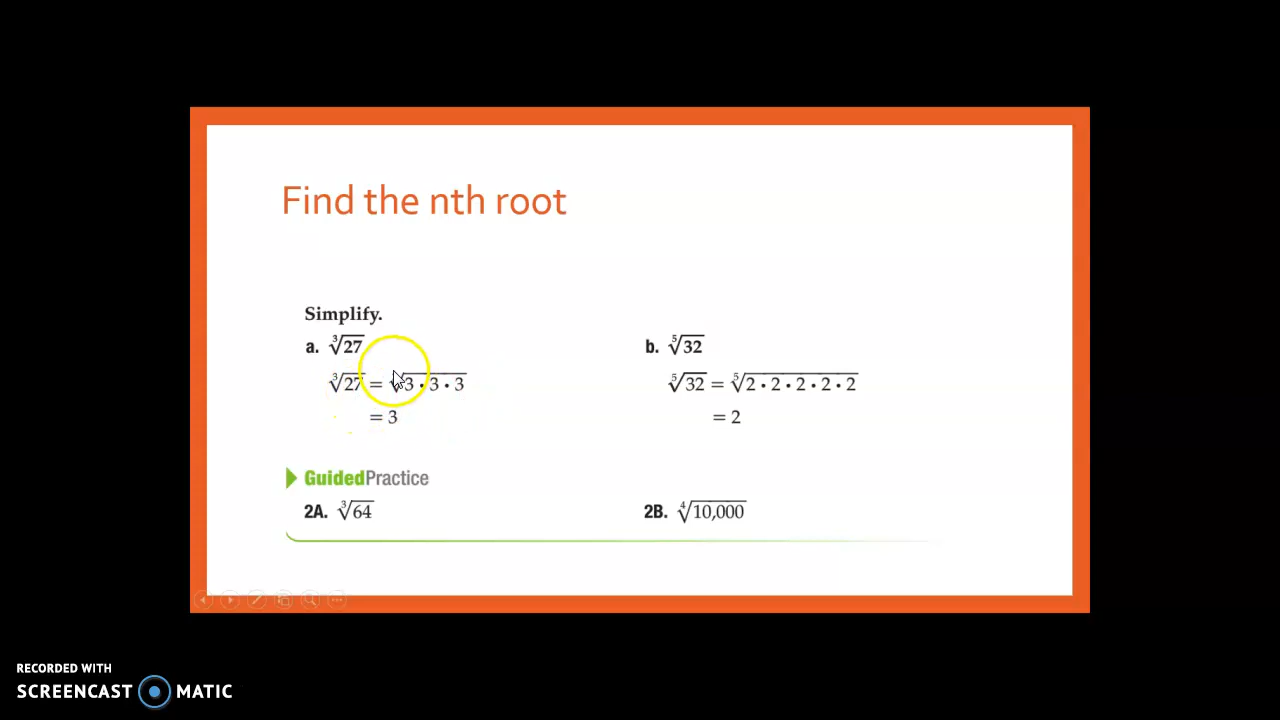 Find the nth root
Simplify.
a. ∛27
b. ⁵√32
∛27 = √3 • 3 • 3
⁵√32 = ⁵√2 • 2 • 2 • 2 • 2
= 3
= 2
GuidedPractice
2A. ∛64
2B. ∜10,000
RECORDED WITH
SCREENCAST MATIC